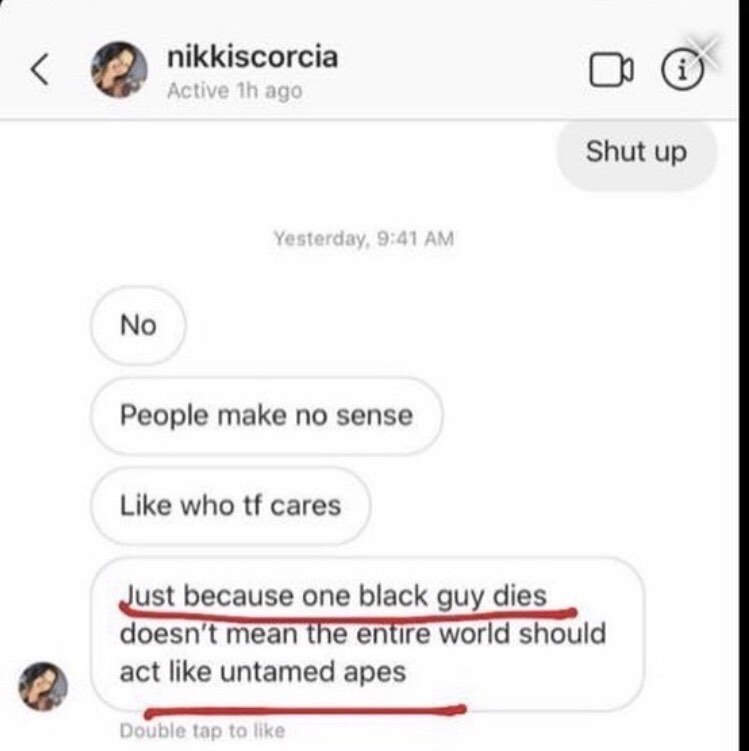 nikkiscorcia
Active 1h ago
Shut up
Yesterday, 9:41 AM
No
People make no sense
Like who tf cares
Just because one black guy dies
doesn't mean the entire world should
act like untamed apes
Double tap to like